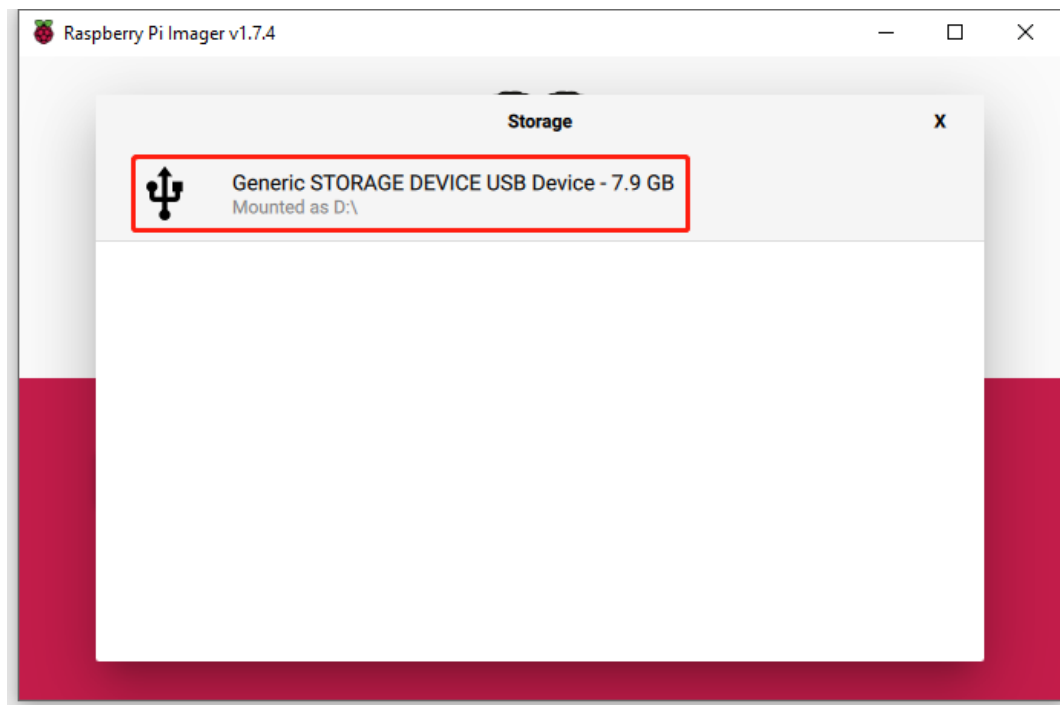 Raspberry Pi Imager v1.7.4
Storage
X
Generic STORAGE DEVICE USB Device - 7.9 GB
Mounted as D:\